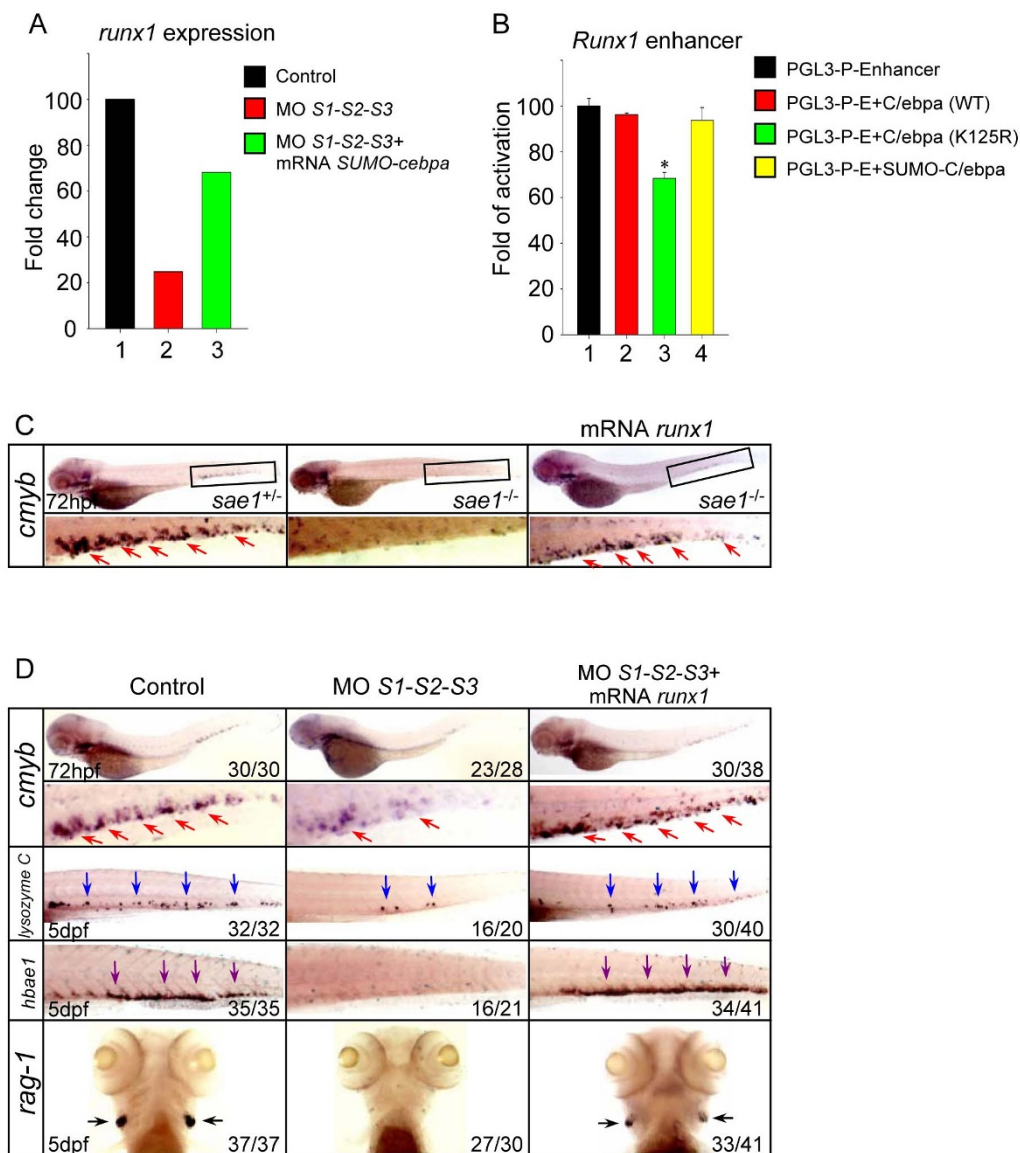 A
runx1 expression
Fold change
100
80
60
40
20
0
1 2 3
Control
MO S1-S2-S3
MO S1-S2-S3+
mRNA SUMO-cebpa
B
Runx1 enhancer
Fold of activation
100
80
60
40
20
0
*
1 2 3 4
PGL3-P-Enhancer
PGL3-P-E+C/ebpa (WT)
PGL3-P-E+C/ebpa (K125R)
PGL3-P-E+SUMO-C/ebpa
C
mRNA runx1
cmyb
72hpf sae1+/- sae1-/- sae1-/-
D
Control MO S1-S2-S3 MO S1-S2-S3+
mRNA runx1
cmyb
72hpf 30/30 23/28 30/38
lysozyme C
5dpf 32/32 16/20 30/40
hbae1
5dpf 35/35 16/21 34/41
rag-1
5dpf 37/37 27/30 33/41